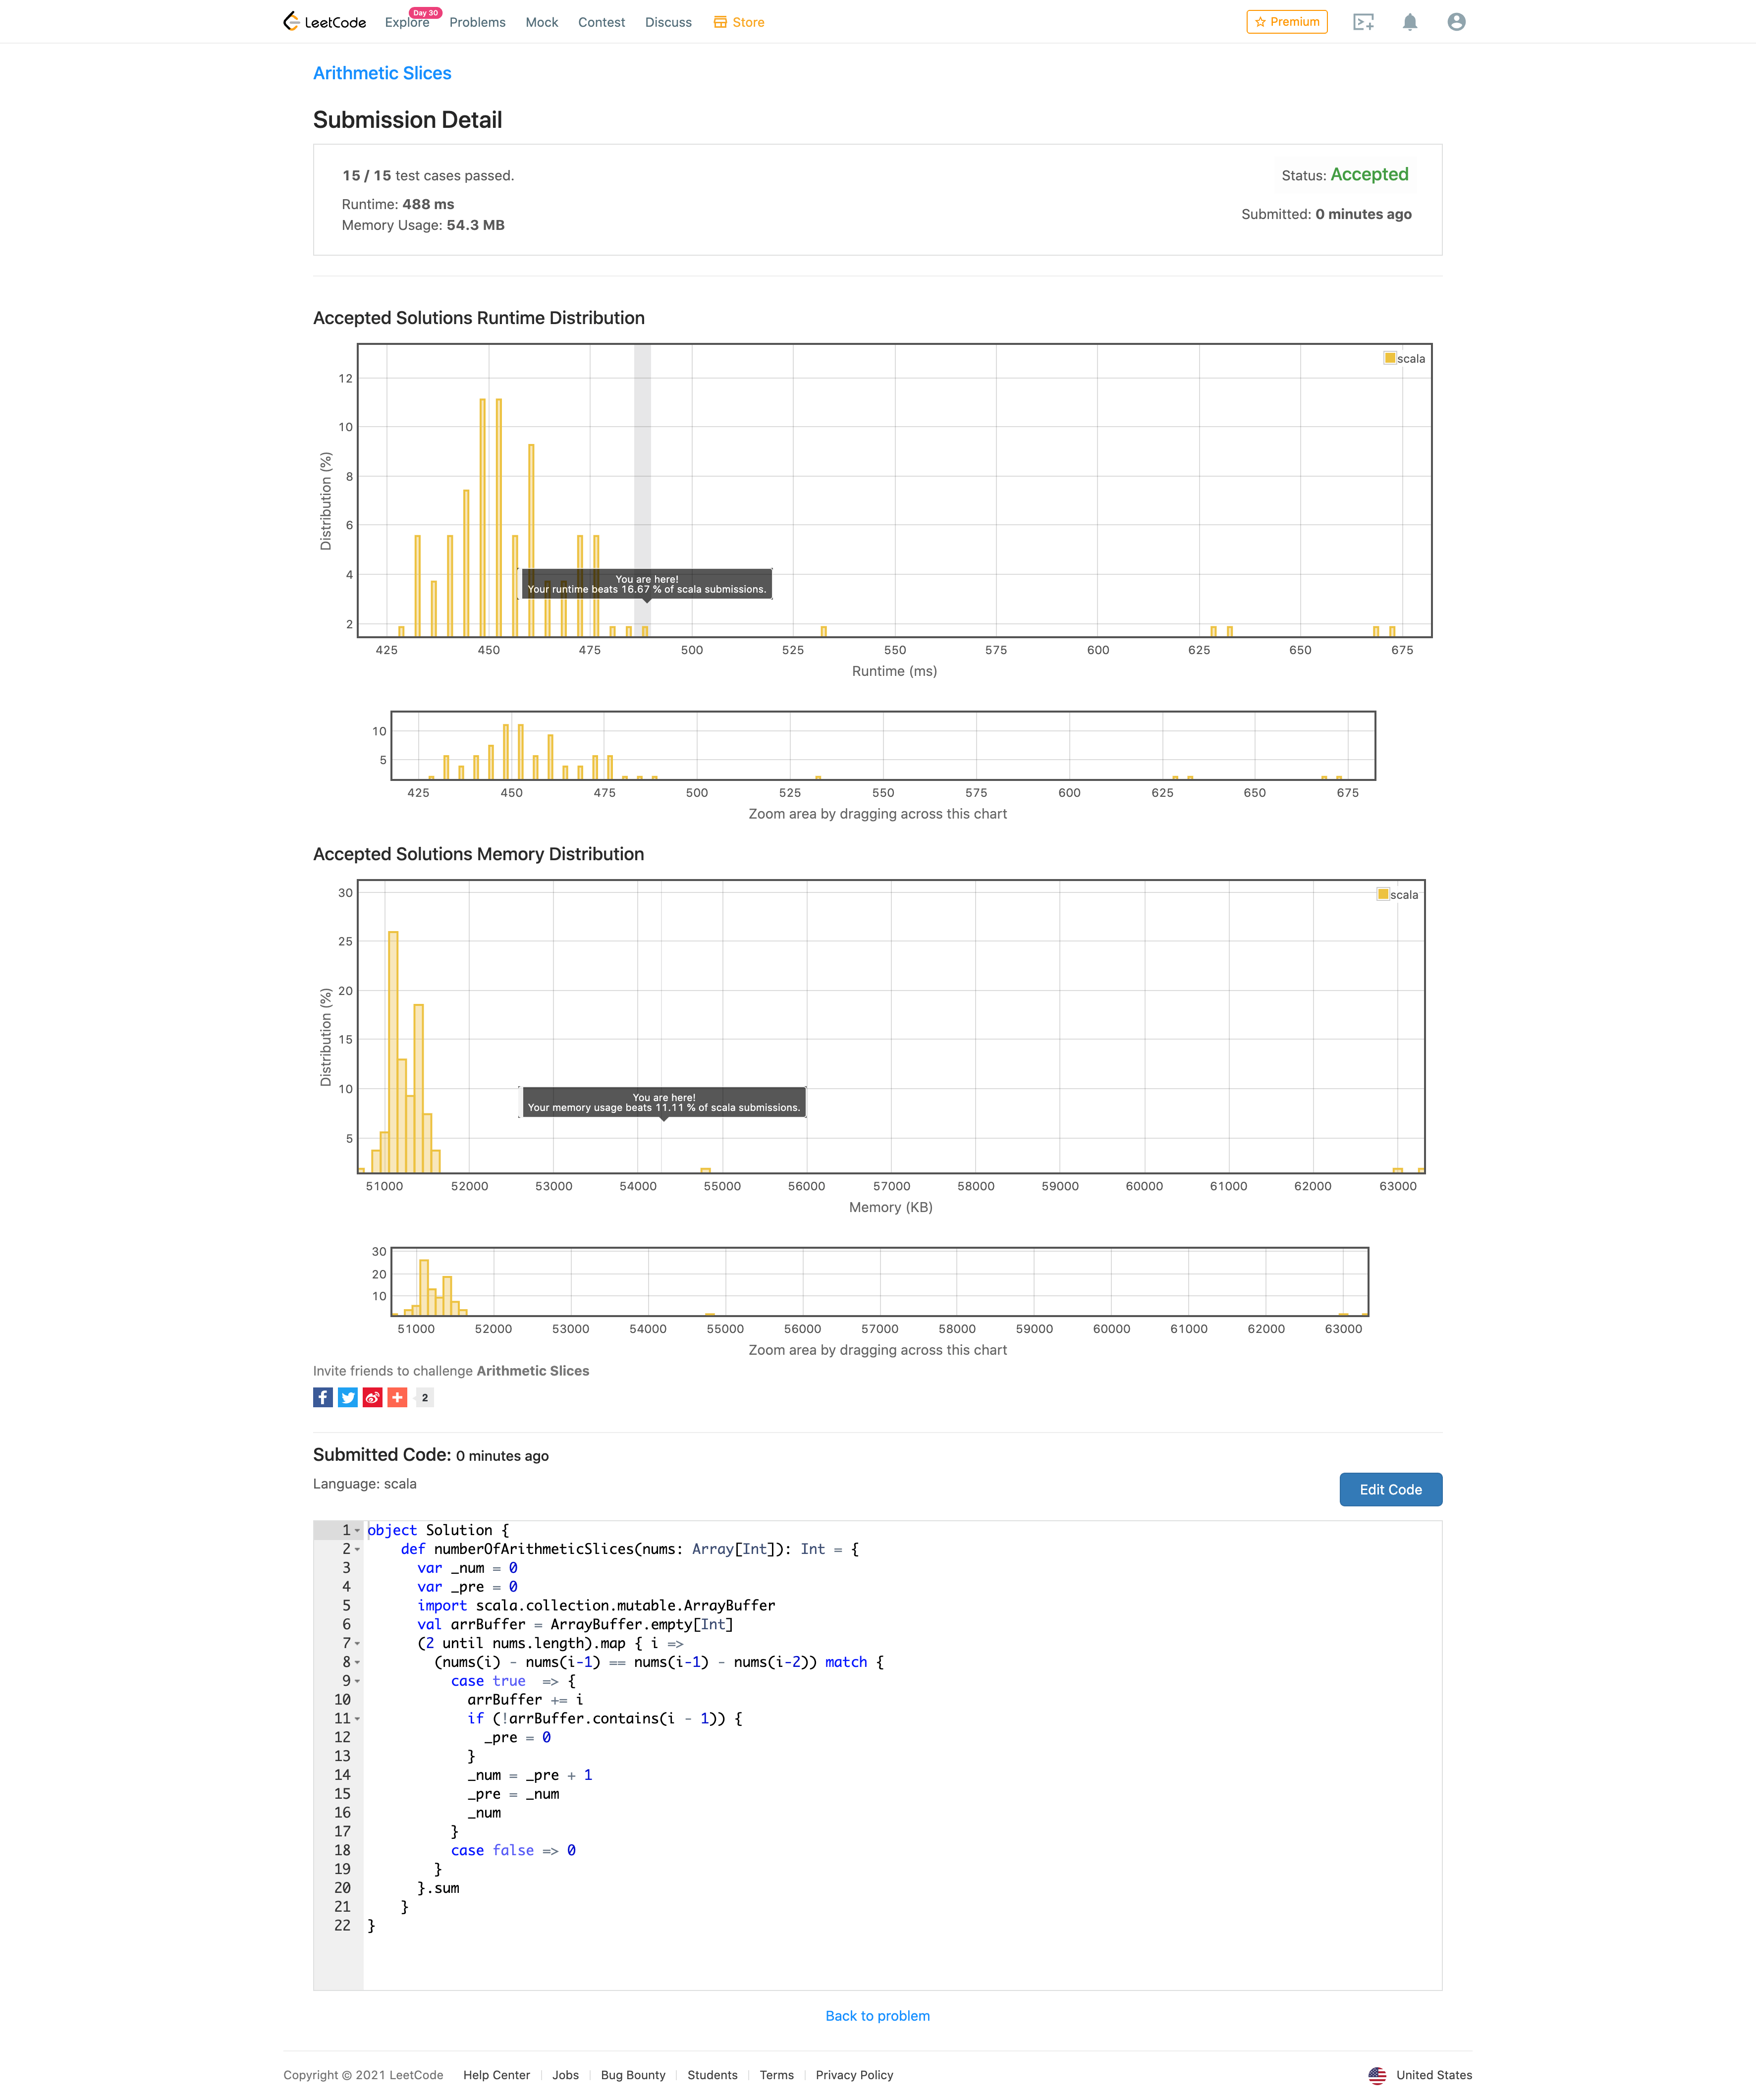 LeetCode Explore Day 30 Problems Mock Contest Discuss Store Premium
Arithmetic Slices
Submission Detail
15 / 15 test cases passed. Status: Accepted
Runtime: 488 ms
Submitted: 0 minutes ago
Memory Usage: 54.3 MB
Accepted Solutions Runtime Distribution
scala
12
10
8
6
4
2
Distribution (%)
You are here!
Your runtime beats 16.67 % of scala submissions.
425 450 475 500 525 550 575 600 625 650 675
Runtime (ms)
10
5
425 450 475 500 525 550 575 600 625 650 675
Zoom area by dragging across this chart
Accepted Solutions Memory Distribution
scala
30
25
20
15
10
5
Distribution (%)
You are here!
Your memory usage beats 11.11 % of scala submissions.
51000 52000 53000 54000 55000 56000 57000 58000 59000 60000 61000 62000 63000
Memory (KB)
30
20
10
51000 52000 53000 54000 55000 56000 57000 58000 59000 60000 61000 62000 63000
Zoom area by dragging across this chart
Invite friends to challenge Arithmetic Slices
2
Submitted Code: 0 minutes ago
Language: scala
Edit Code
1 object Solution {
2     def numberOfArithmeticSlices(nums: Array[Int]): Int = {
3       var _num = 0
4       var _pre = 0
5       import scala.collection.mutable.ArrayBuffer
6       val arrBuffer = ArrayBuffer.empty[Int]
7       (2 until nums.length).map { i =>
8         (nums(i) - nums(i-1) == nums(i-1) - nums(i-2)) match {
9           case true  => {
10             arrBuffer += i
11             if (!arrBuffer.contains(i - 1)) {
12               _pre = 0
13             }
14             _num = _pre + 1
15             _pre = _num
16             _num
17           }
18           case false => 0
19         }
20       }.sum
21     }
22 }
Back to problem
Copyright © 2021 LeetCode Help Center Jobs Bug Bounty Students Terms Privacy Policy United States